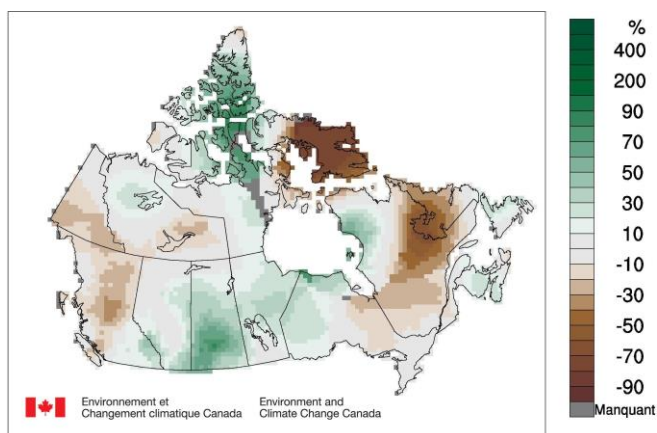 %
400
200
90
70
50
30
10
-10
-30
-50
-70
-90
Manquant
Environnement et
Changement climatique Canada
Environment and
Climate Change Canada